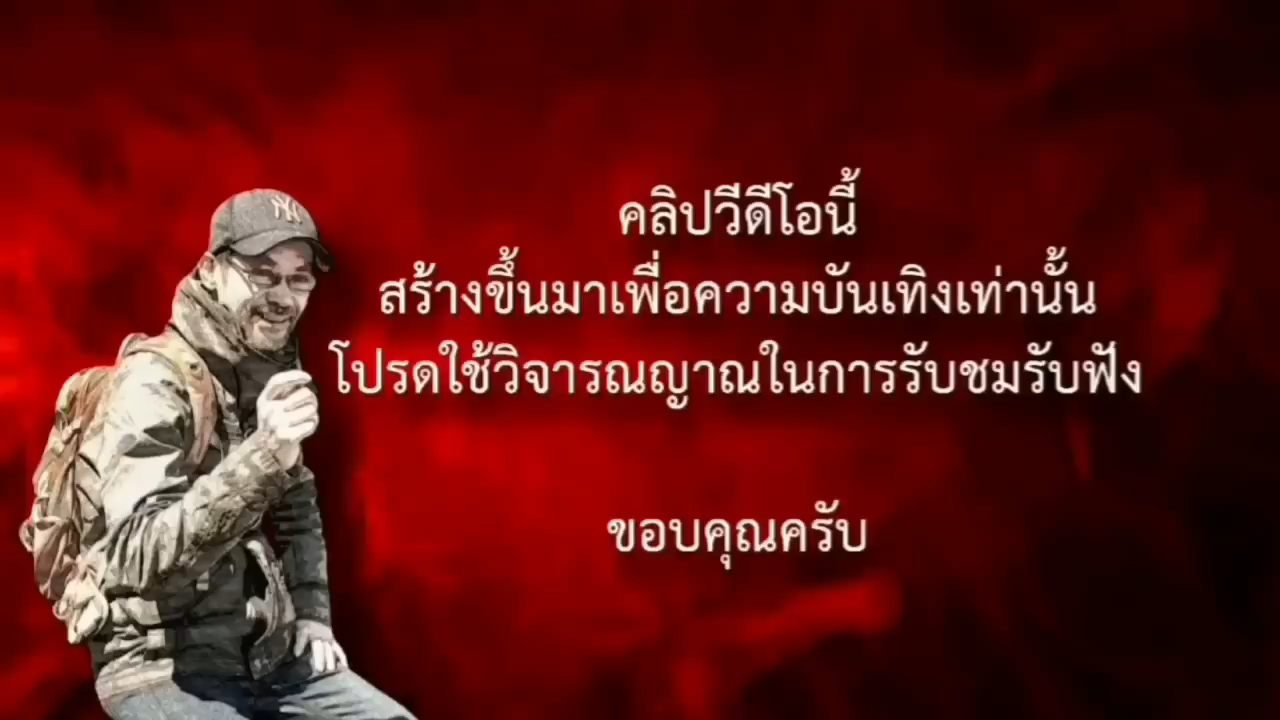 NY
คลิปวีดีโอนี้
สร้างขึ้นมาเพื่อความบันเทิงเท่านั้น
โปรดใช้วิจารณญาณในการรับชมรับฟัง
ขอบคุณครับ